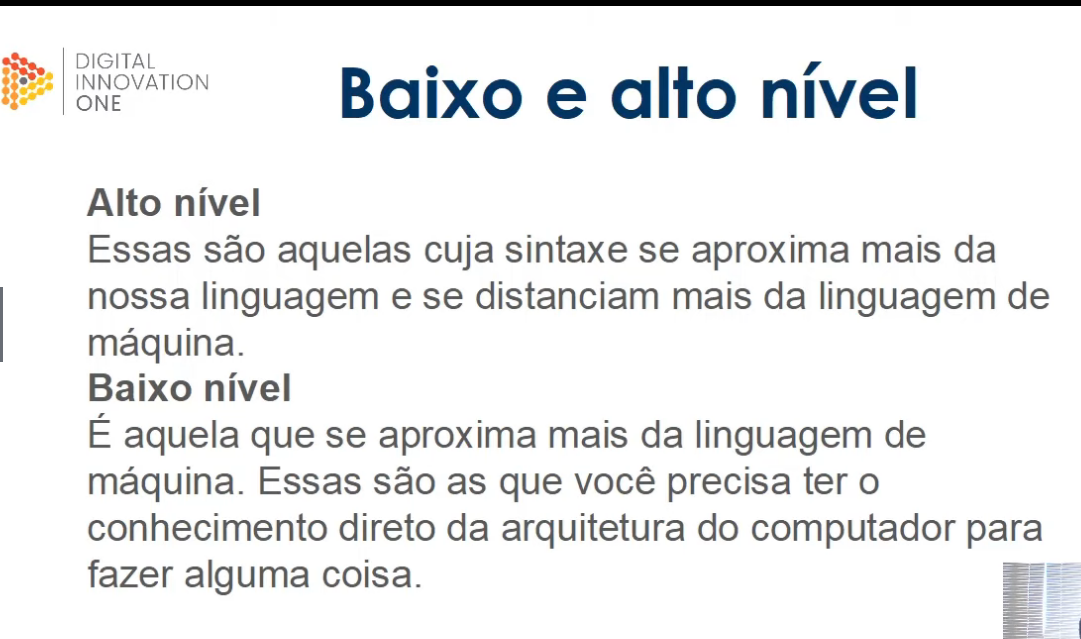 DIGITAL
INNOVATION
ONE
Baixo e alto nível
Alto nível
Essas são aquelas cuja sintaxe se aproxima mais da
nossa linguagem e se distanciam mais da linguagem de
máquina.
Baixo nível
É aquela que se aproxima mais da linguagem de
máquina. Essas são as que você precisa ter o
conhecimento direto da arquitetura do computador para
fazer alguma coisa.